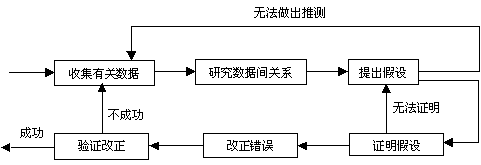 无法做出推测
收集有关数据
研究数据间关系
提出假设
不成功
无法证明
成功
验证改正
改正错误
证明假设